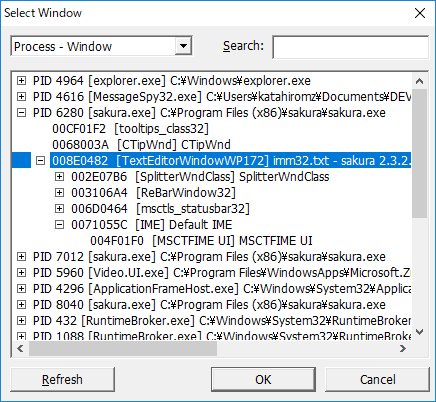 Select Window
Process - Window Search:
PID 4964 [explorer.exe] C:¥Windows¥explorer.exe
PID 4616 [MessageSpy32.exe] C:¥Users¥katahiromz¥Documents¥DEV
PID 6280 [sakura.exe] C:¥Program Files (x86)¥sakura¥sakura.exe
00CF01F2 [tooltips_class32]
0068003A [CTipWnd] CTipWnd
008E0482 [TextEditorWindowWP172] imm32.txt - sakura 2.3.2.
002E07B6 [SplitterWndClass] SplitterWndClass
003106A4 [ReBarWindow32]
006D0464 [msctls_statusbar32]
0071055C [IME] Default IME
004F01F0 [MSCTFIME UI] MSCTFIME UI
PID 7012 [sakura.exe] C:¥Program Files (x86)¥sakura¥sakura.exe
PID 5960 [Video.UI.exe] C:¥Program Files¥WindowsApps¥Microsoft.Z
PID 4296 [ApplicationFrameHost.exe] C:¥Windows¥System32¥Applica
PID 8040 [sakura.exe] C:¥Program Files (x86)¥sakura¥sakura.exe
PID 432 [RuntimeBroker.exe] C:¥Windows¥System32¥RuntimeBroker
PID 1088 [RuntimeBroker.exe] C:¥Windows¥System32¥RuntimeBroke
Refresh OK Cancel